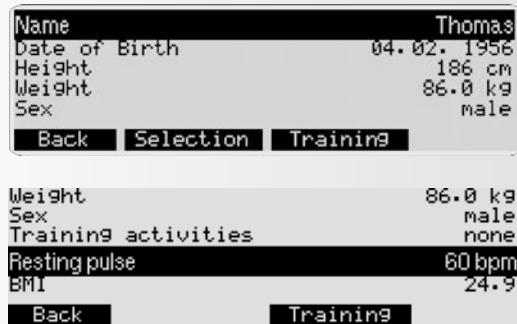 Name Thomas
Date of Birth 04.02. 1956
Height 186 cm
Weight 86.0 kg
Sex male
Back Selection Training
Weight 86.0 kg
Sex male
Training activities none
Resting pulse 60 bpm
BMI 24.9
Back Training